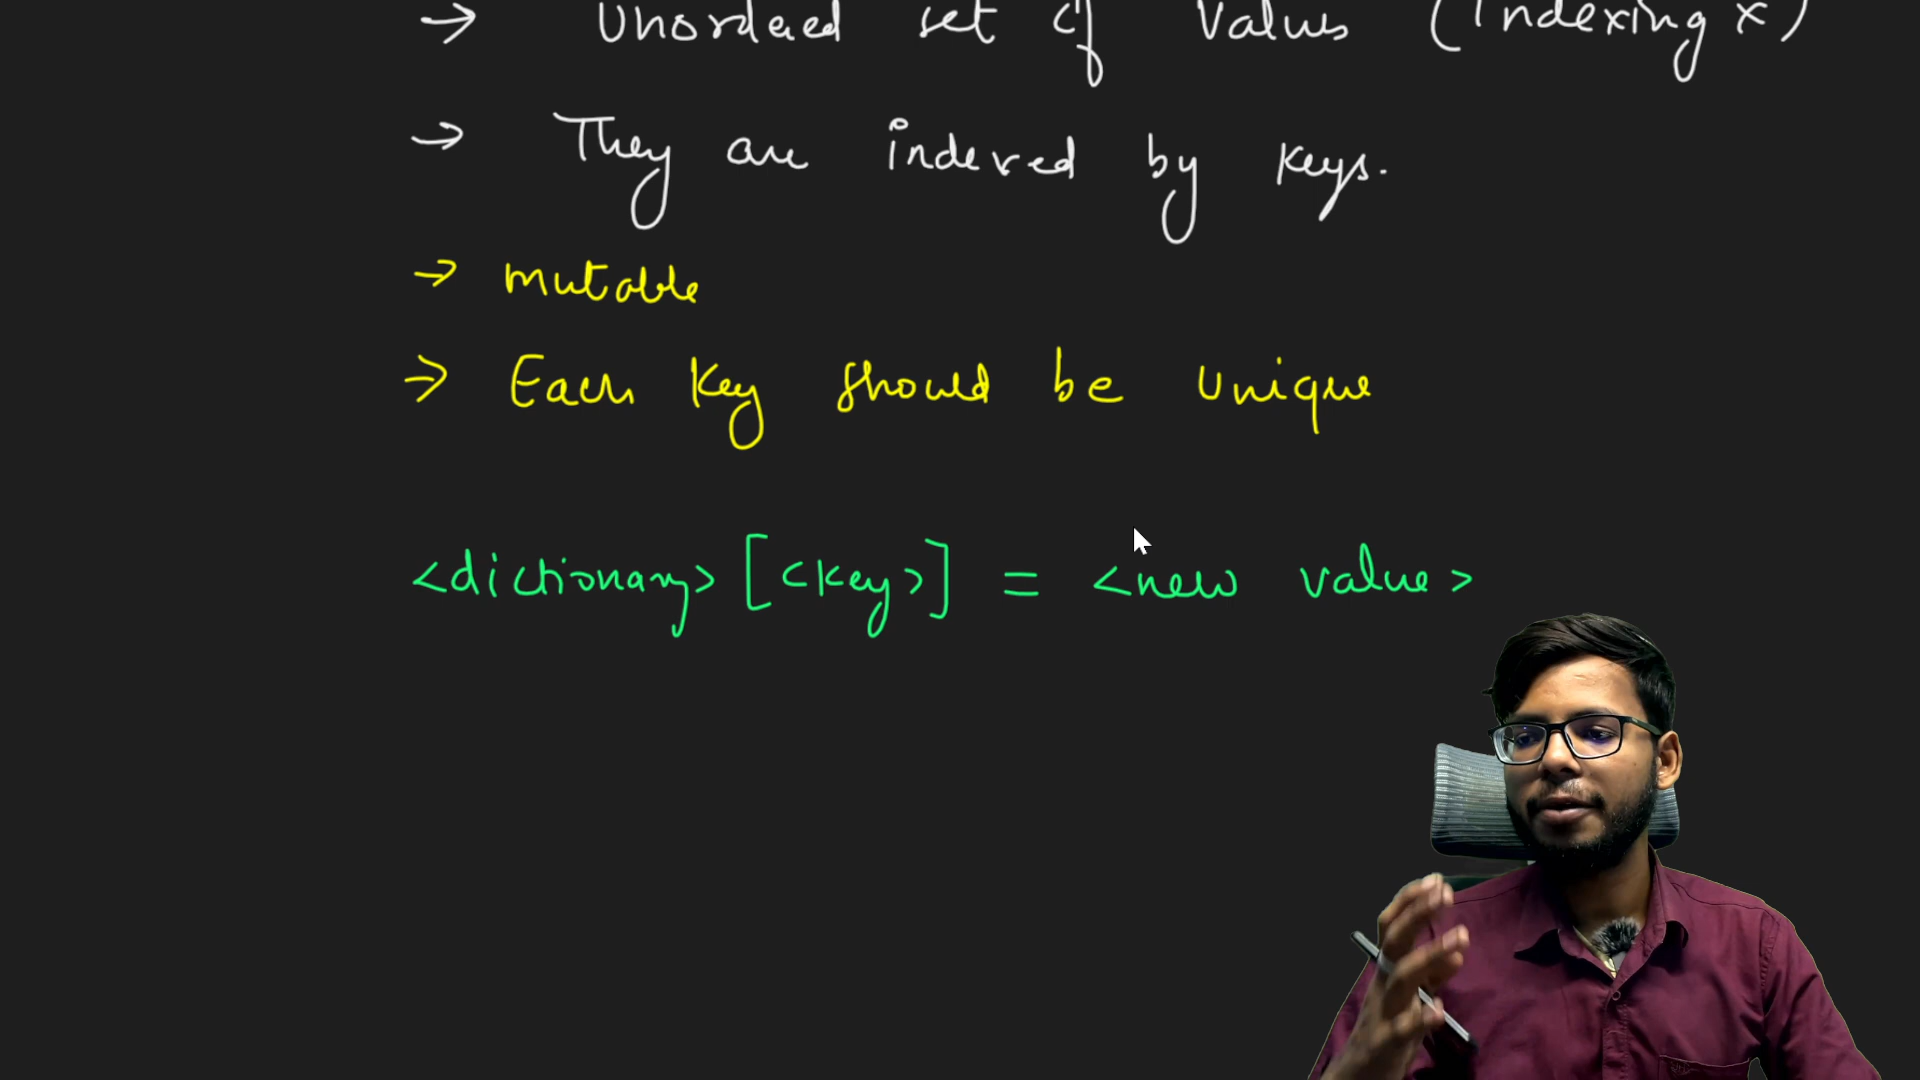 → Unordered set of Values (Indexing x)
→ They are indexed by keys.
→ mutable
→ Each Key should be unique
<dictionary>[<key>] = <new value>